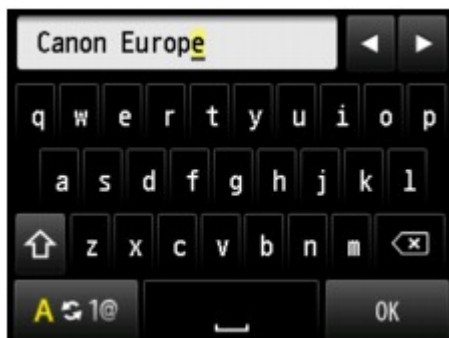 Canon Europe
q w e r t y u i o p
a s d f g h j k l
z x c v b n m
A 1@ OK